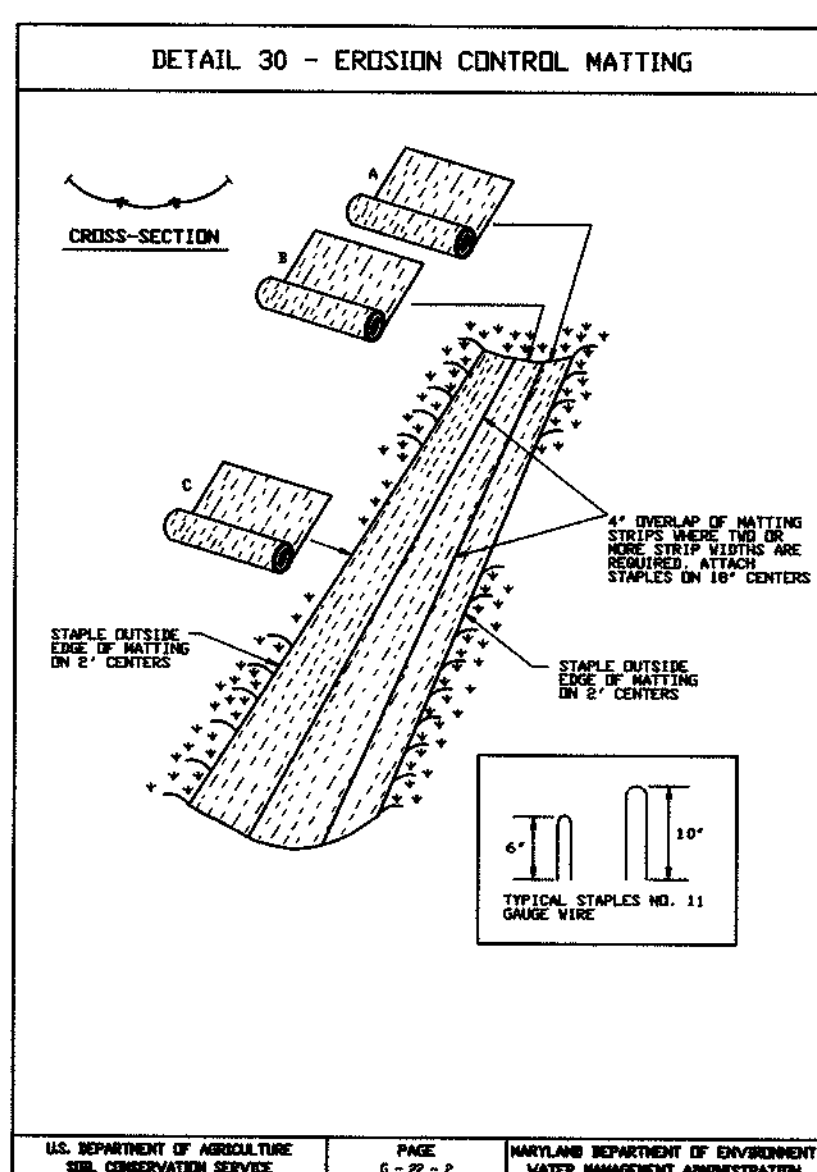 DETAIL 30 - EROSION CONTROL MATTING
CROSS-SECTION
A
B
C
4" OVERLAP OF MATTING
STRIPS WHERE TWO OR
MORE STRIP WIDTHS ARE
REQUIRED. ATTACH
STAPLES ON 18" CENTERS
STAPLE OUTSIDE
EDGE OF MATTING
ON 2' CENTERS
STAPLE OUTSIDE
EDGE OF MATTING
ON 2' CENTERS
6"
10"
TYPICAL STAPLES NO. 11
GAUGE WIRE
U.S. DEPARTMENT OF AGRICULTURE
SOIL CONSERVATION SERVICE
PAGE
G - 22 - 2
MARYLAND DEPARTMENT OF ENVIRONMENT
WATER MANAGEMENT ADMINISTRATION